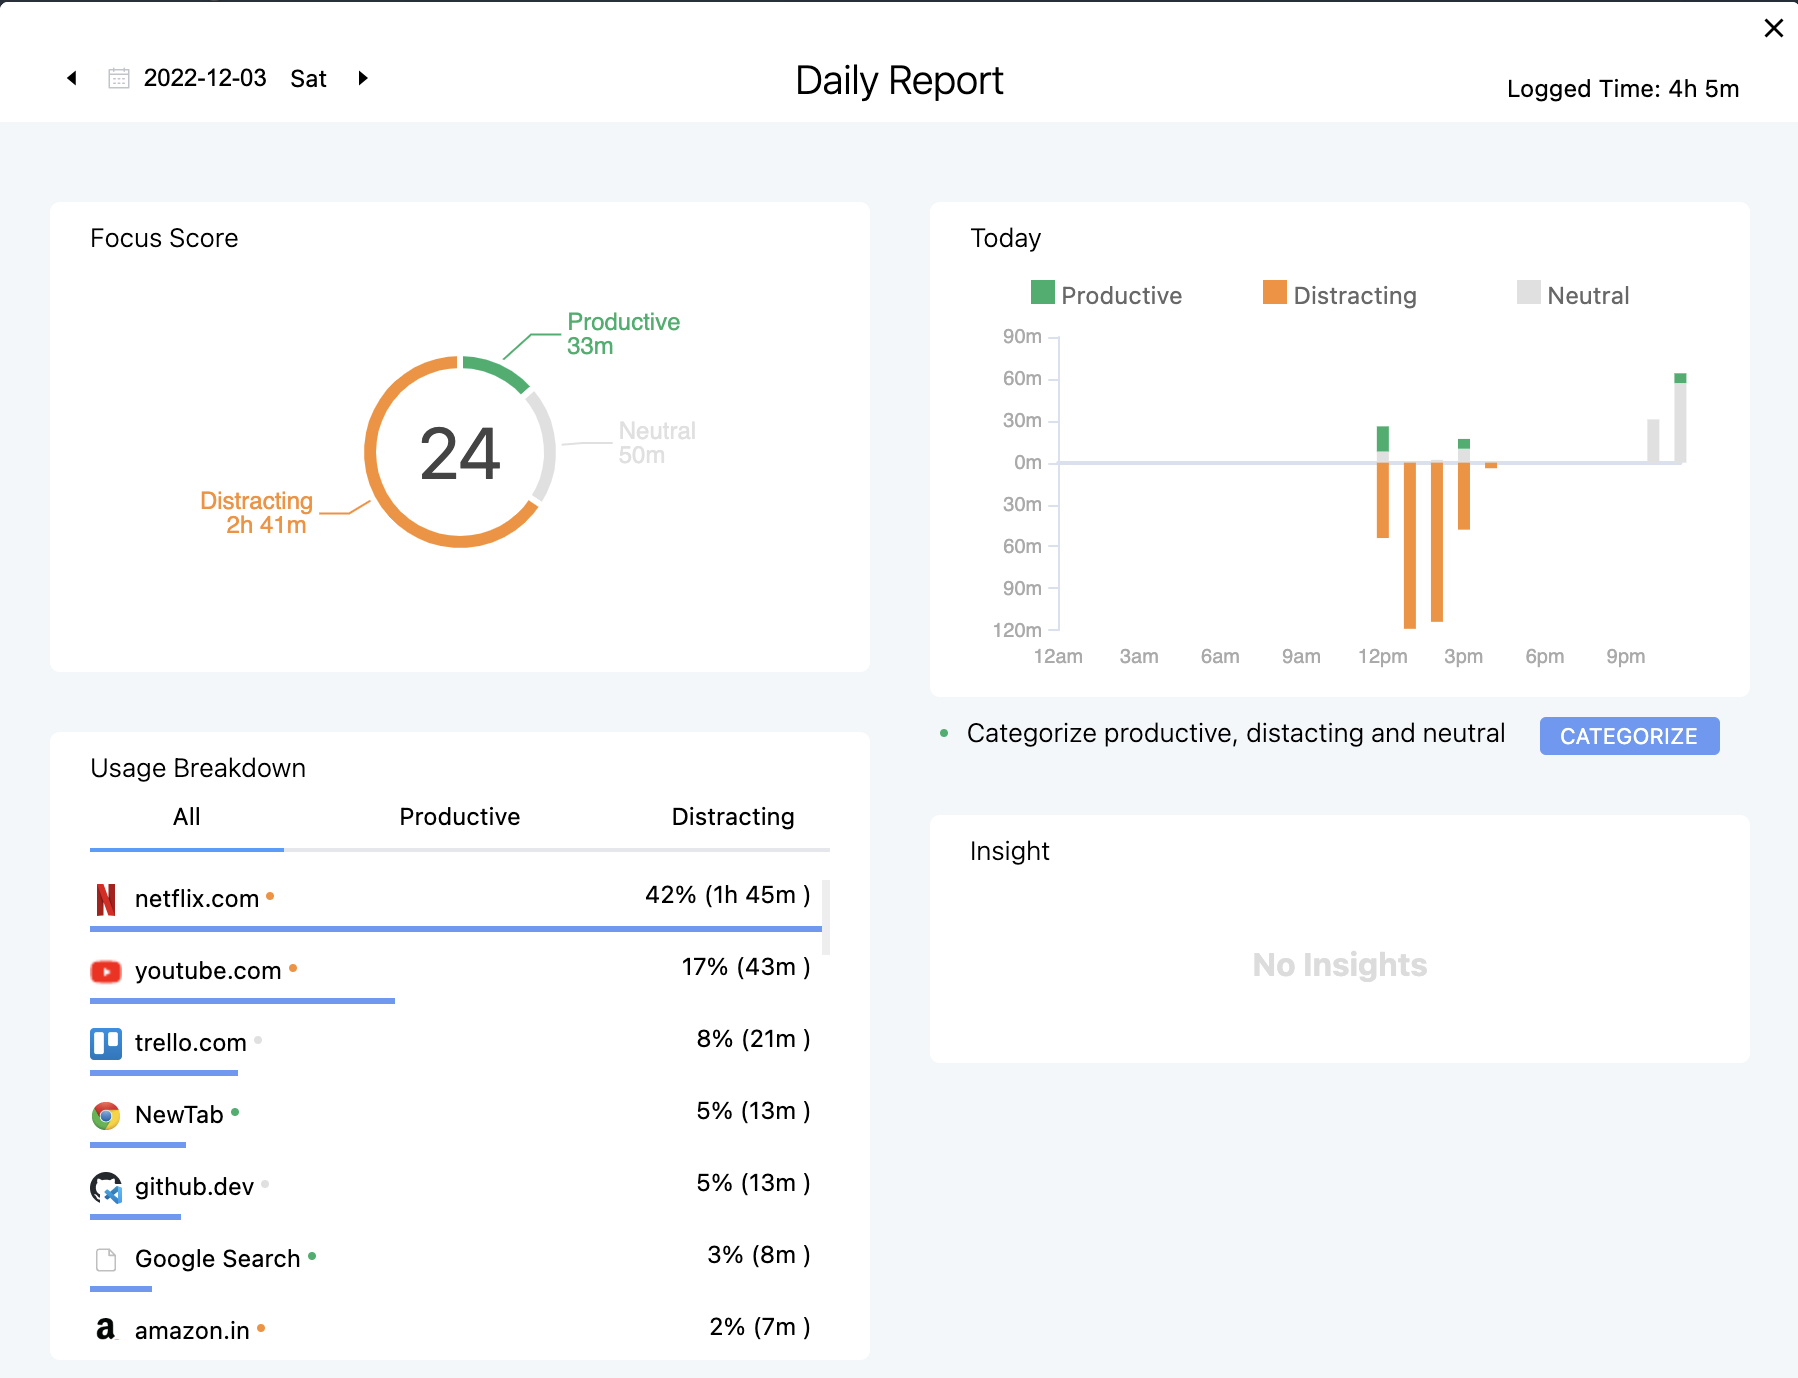 2022-12-03 Sat
Daily Report
Logged Time: 4h 5m
Focus Score
Productive
33m
Neutral
50m
24
Distracting
2h 41m
Today
Productive
Distracting
Neutral
90m
60m
30m
0m
30m
60m
90m
120m
12am 3am 6am 9am 12pm 3pm 6pm 9pm
Categorize productive, distacting and neutral
CATEGORIZE
Usage Breakdown
All Productive Distracting
netflix.com 42% (1h 45m )
youtube.com 17% (43m )
trello.com 8% (21m )
NewTab 5% (13m )
github.dev 5% (13m )
Google Search 3% (8m )
a amazon.in 2% (7m )
Insight
No Insights